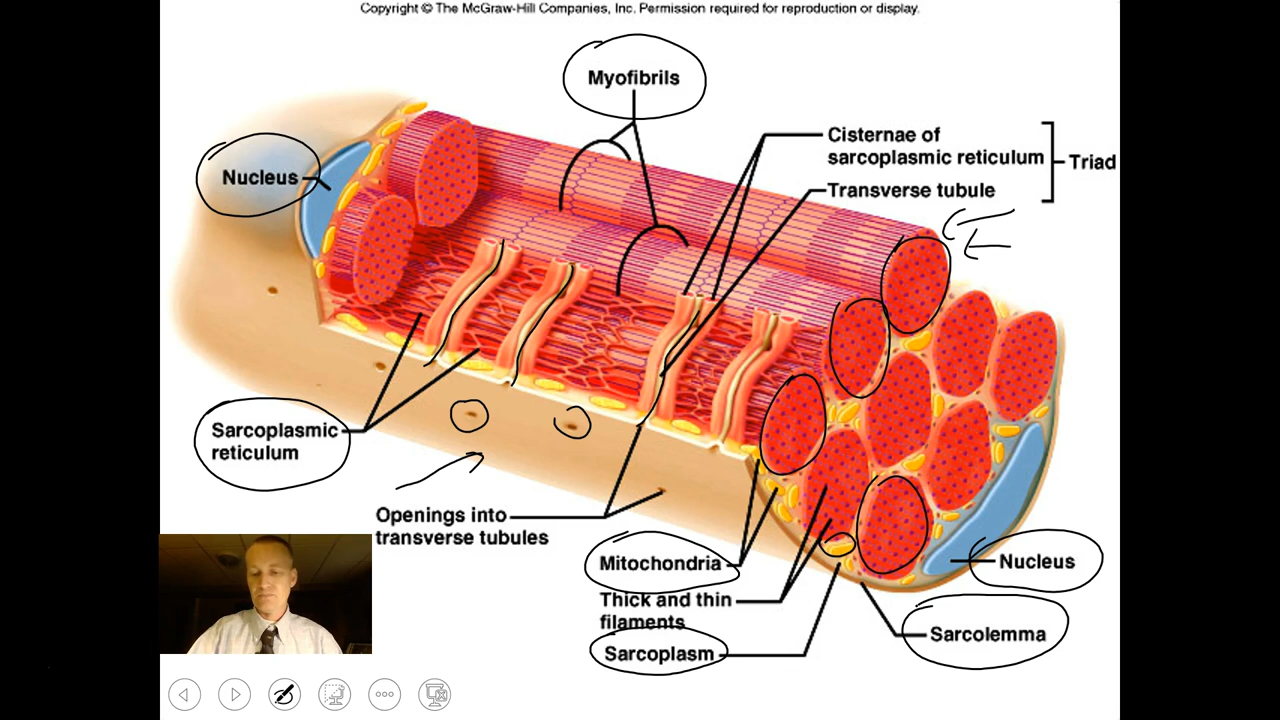 Copyright © The McGraw-Hill Companies, Inc. Permission required for reproduction or display.
Myofibrils
Cisternae of
sarcoplasmic reticulum
Triad
Transverse tubule
Nucleus
Sarcoplasmic
reticulum
Openings into
transverse tubules
Mitochondria
Nucleus
Thick and thin
filaments
Sarcolemma
Sarcoplasm